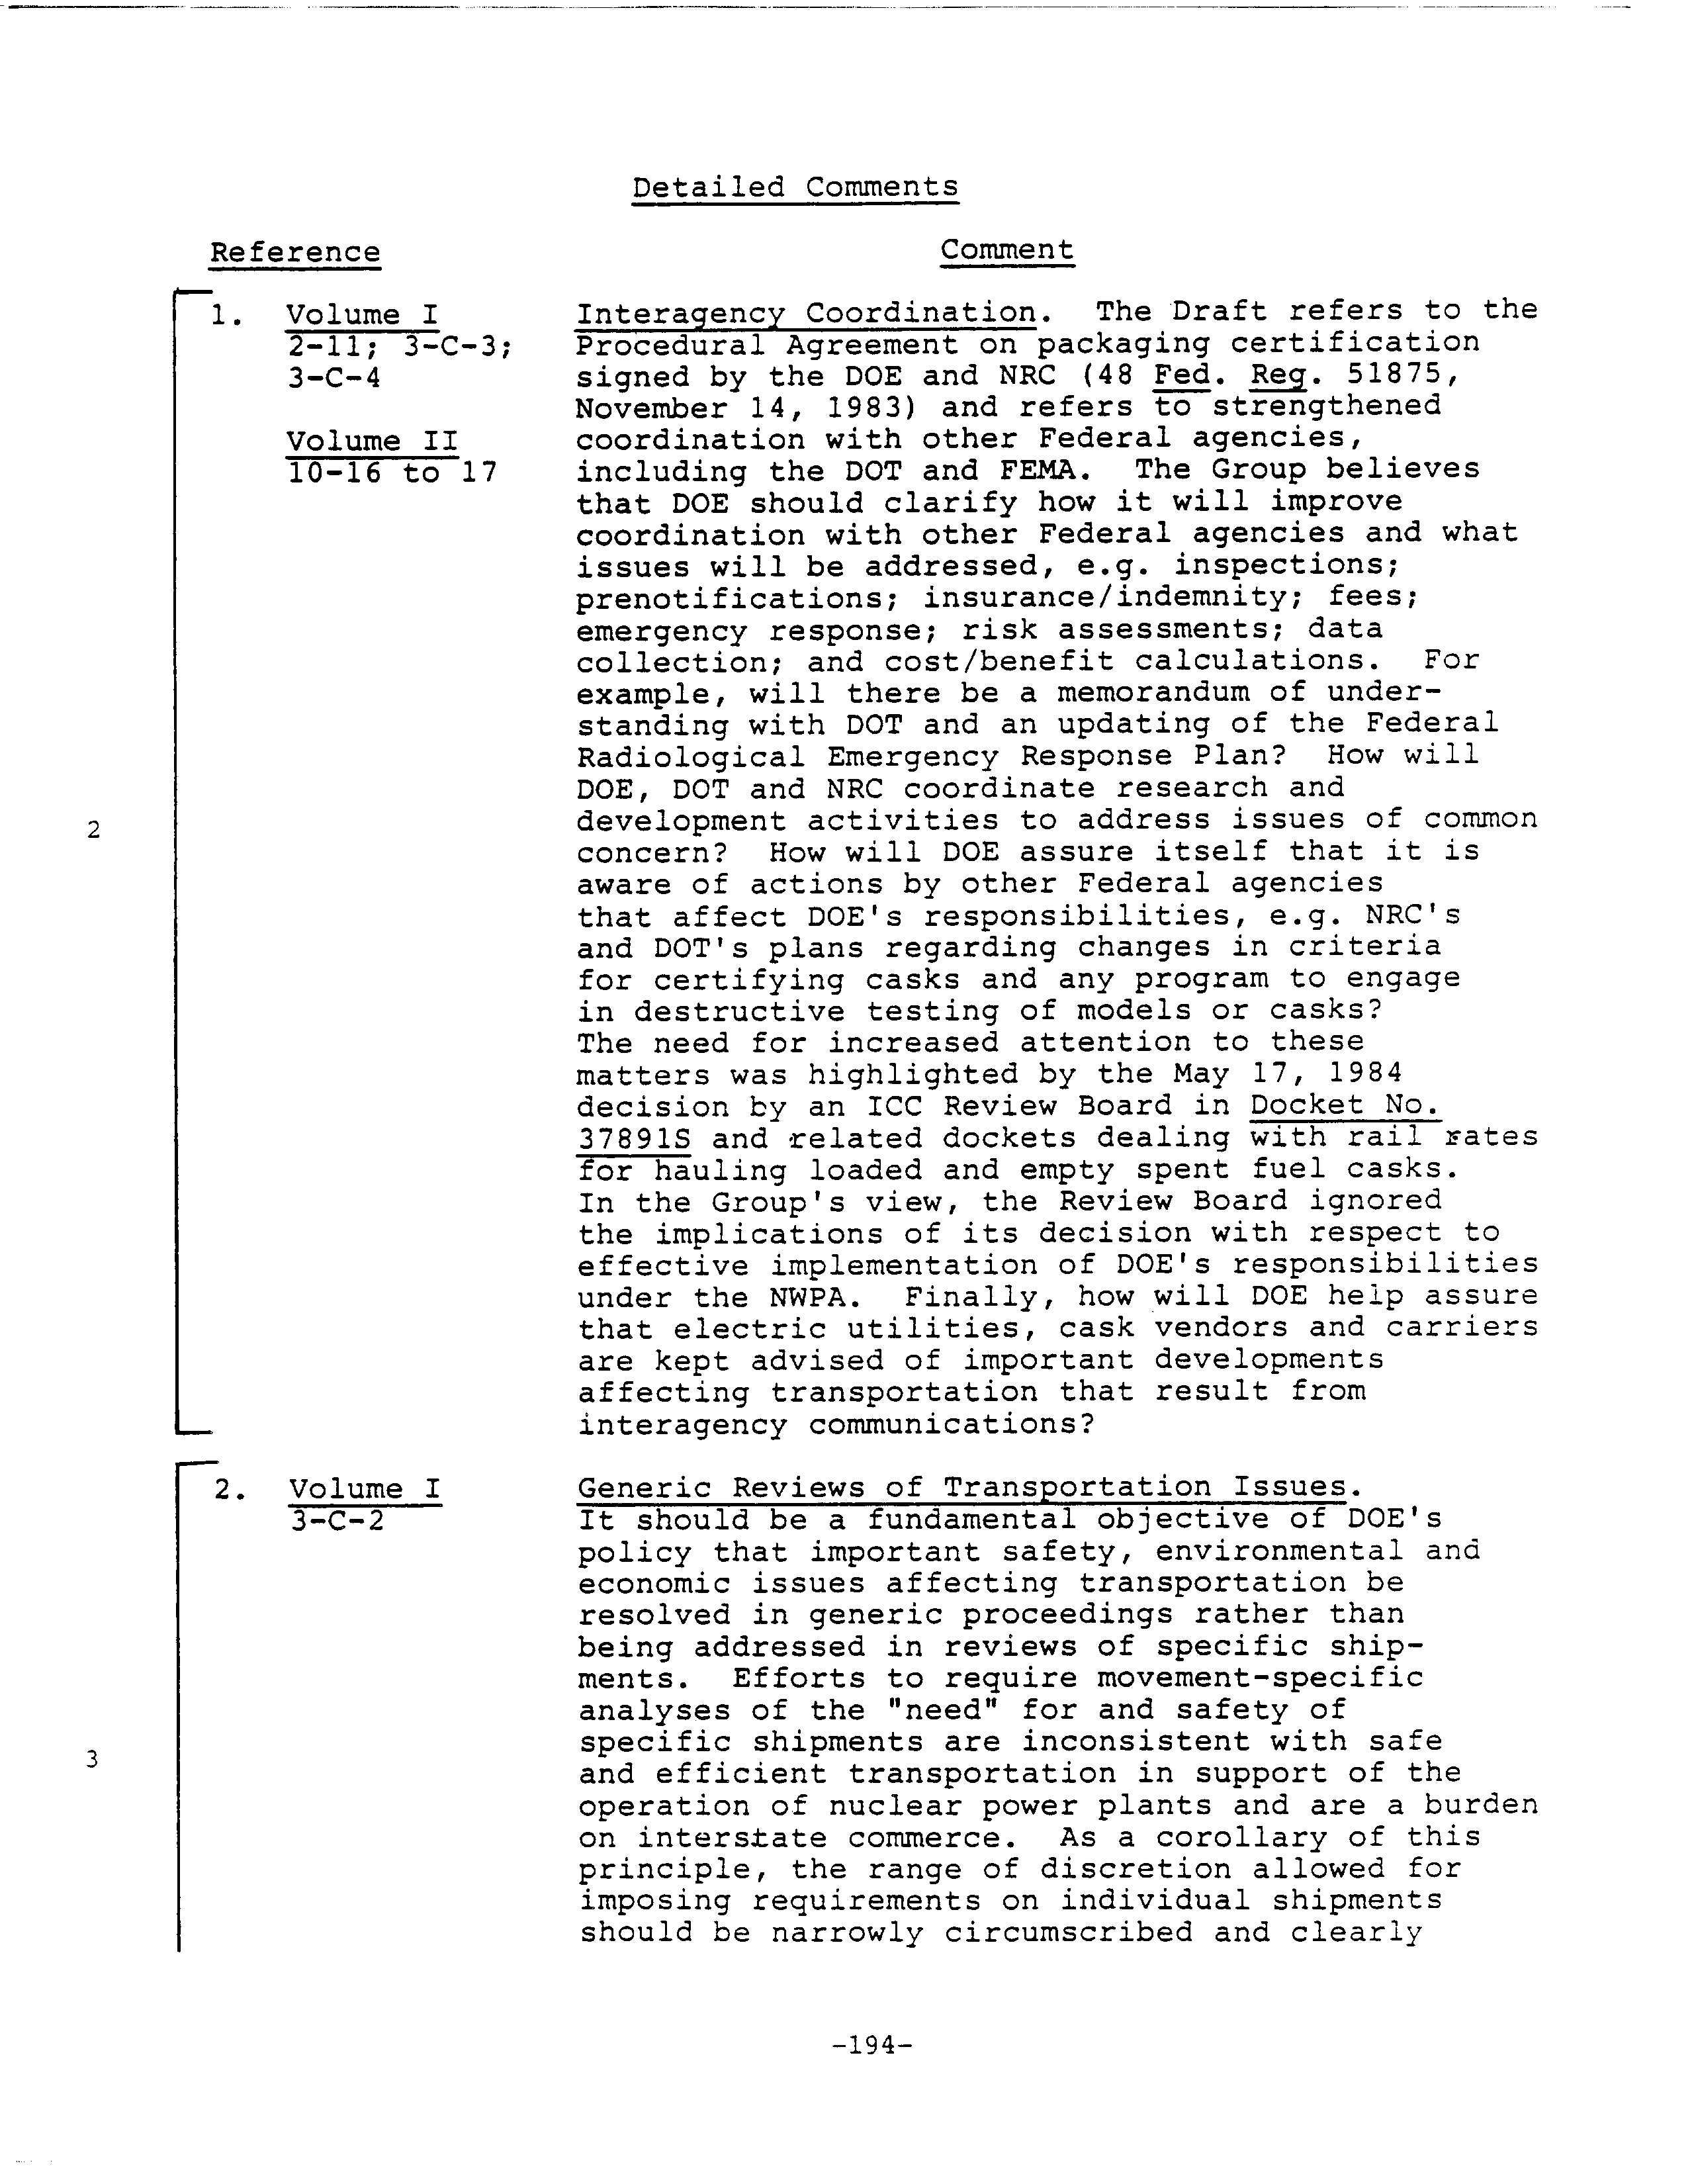 Detailed Comments
Reference
Comment
1. Volume I
2-11; 3-C-3;
3-C-4
Volume II
10-16 to 17
Interagency Coordination. The Draft refers to the
Procedural Agreement on packaging certification
signed by the DOE and NRC (48 Fed. Reg. 51875,
November 14, 1983) and refers to strengthened
coordination with other Federal agencies,
including the DOT and FEMA. The Group believes
that DOE should clarify how it will improve
coordination with other Federal agencies and what
issues will be addressed, e.g. inspections;
prenotifications; insurance/indemnity; fees;
emergency response; risk assessments; data
collection; and cost/benefit calculations. For
example, will there be a memorandum of under-
standing with DOT and an updating of the Federal
Radiological Emergency Response Plan? How will
DOE, DOT and NRC coordinate research and
development activities to address issues of common
concern? How will DOE assure itself that it is
aware of actions by other Federal agencies
that affect DOE's responsibilities, e.g. NRC's
and DOT's plans regarding changes in criteria
for certifying casks and any program to engage
in destructive testing of models or casks?
The need for increased attention to these
matters was highlighted by the May 17, 1984
decision by an ICC Review Board in Docket No.
37891S and related dockets dealing with rail rates
for hauling loaded and empty spent fuel casks.
In the Group's view, the Review Board ignored
the implications of its decision with respect to
effective implementation of DOE's responsibilities
under the NWPA. Finally, how will DOE help assure
that electric utilities, cask vendors and carriers
are kept advised of important developments
affecting transportation that result from
interagency communications?
2
2. Volume I
3-C-2
Generic Reviews of Transportation Issues.
It should be a fundamental objective of DOE's
policy that important safety, environmental and
economic issues affecting transportation be
resolved in generic proceedings rather than
being addressed in reviews of specific ship-
ments. Efforts to require movement-specific
analyses of the "need" for and safety of
specific shipments are inconsistent with safe
and efficient transportation in support of the
operation of nuclear power plants and are a burden
on interstate commerce. As a corollary of this
principle, the range of discretion allowed for
imposing requirements on individual shipments
should be narrowly circumscribed and clearly
3
-194-